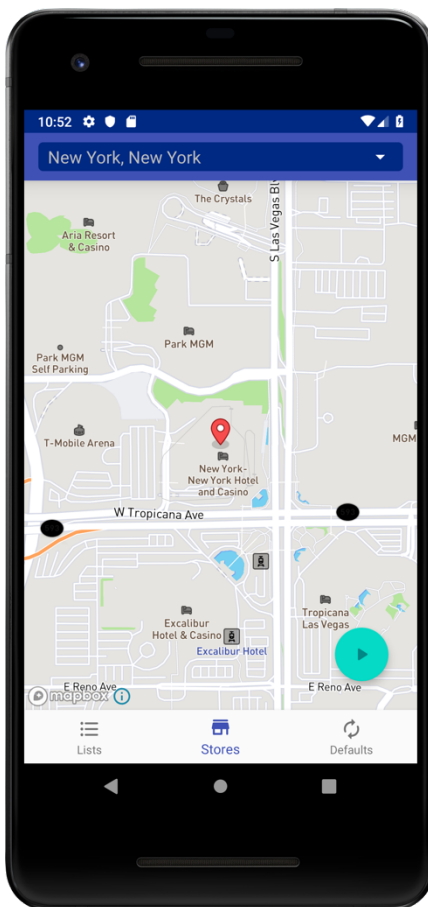 10:52
New York, New York
The Crystals
S Las Vegas Blv
Aria Resort
& Casino
Park MGM
Park MGM
Self Parking
T-Mobile Arena
MGM
New York-
New York Hotel
and Casino
W Tropicana Ave
Tropicana
Las Vegas
Excalibur
Hotel & Casino
Excalibur Hotel
E Reno Ave
E Reno Ave
mapbox
Lists
Stores
Defaults